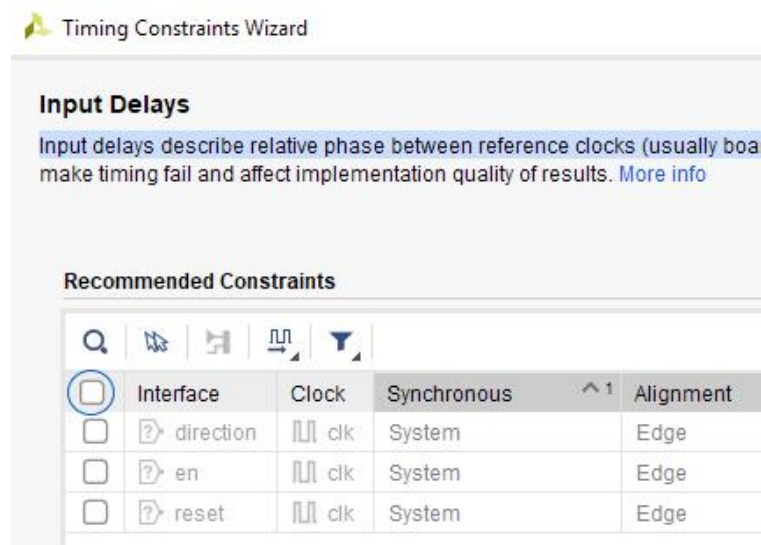 Timing Constraints Wizard
Input Delays
Input delays describe relative phase between reference clocks (usually boa
make timing fail and affect implementation quality of results. More info
Recommended Constraints
Interface Clock Synchronous 1 Alignment
direction clk System Edge
en clk System Edge
reset clk System Edge